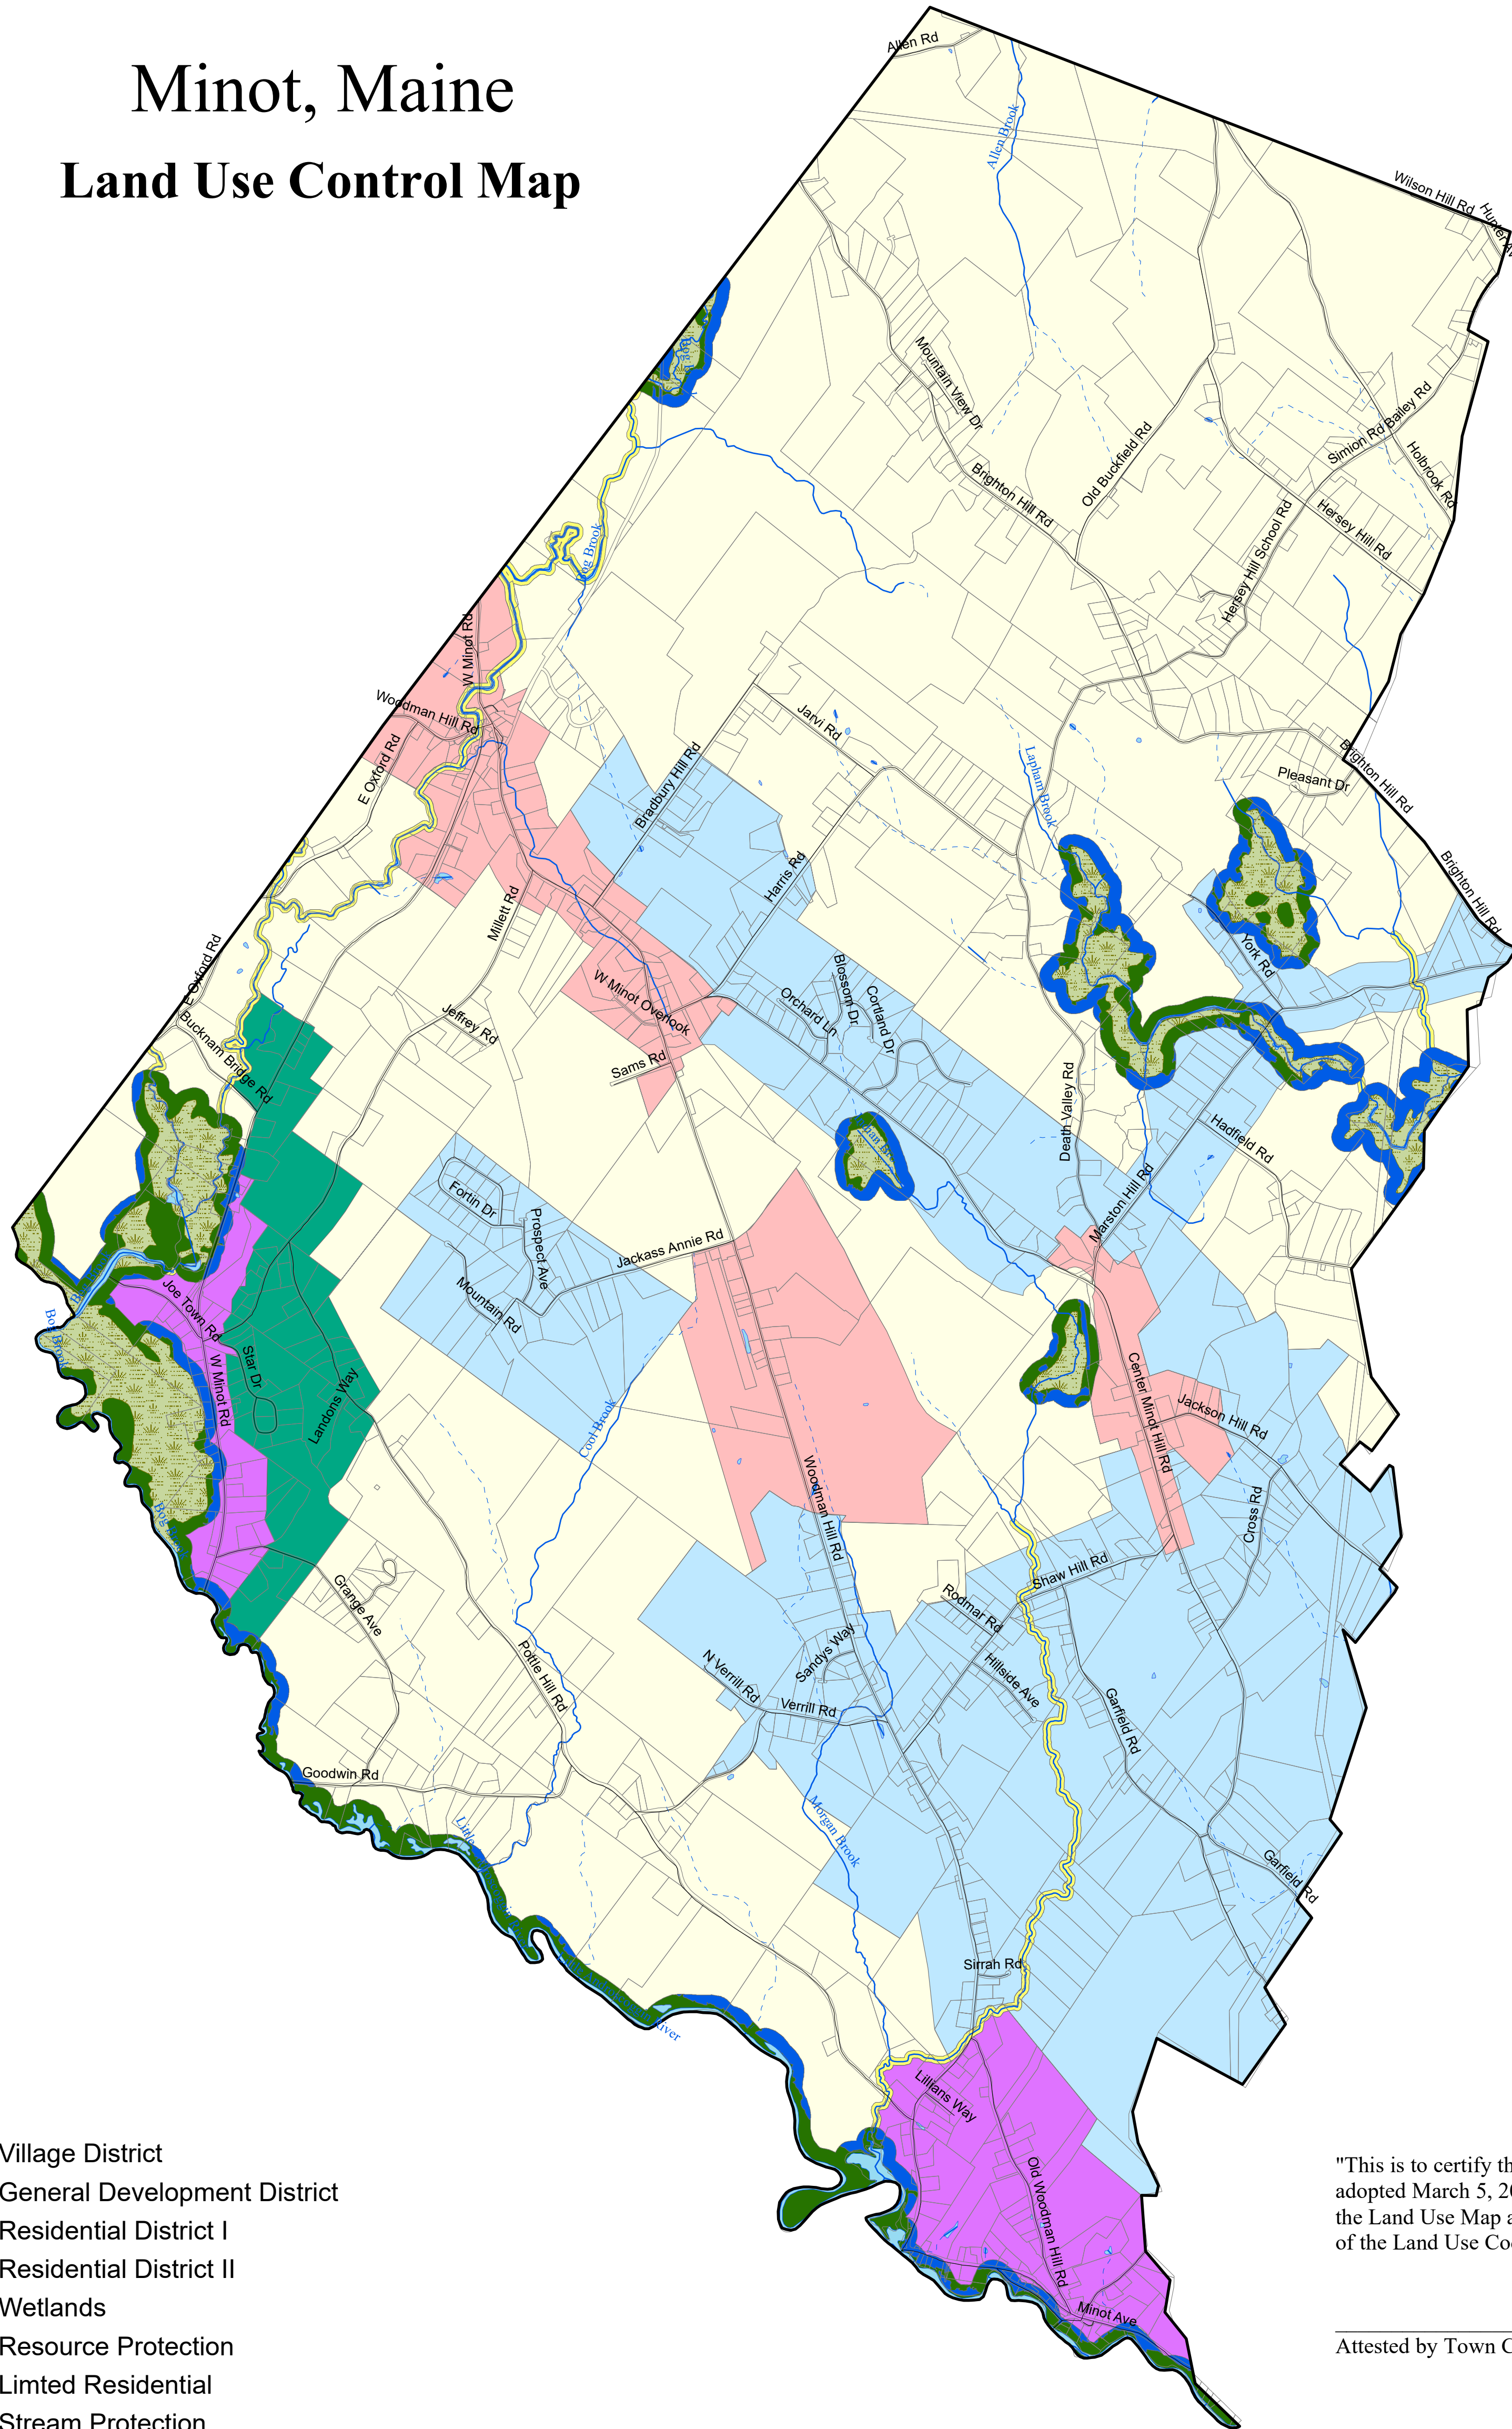 Minot, Maine
Land Use Control Map
Allen Rd
Allen Brook
Wilson Hill Rd
Mountain View Dr
Brighton Hill Rd
Old Buckfield Rd
Simion Rd
Bailey Rd
Holbrook Rd
Hersey Hill Rd
Hersey Hill School Rd
Bog Brook
W Minot Rd
Woodman Hill Rd
E Oxford Rd
Bradbury Hill Rd
Jarvi Rd
Harris Rd
Lapham Brook
Pleasant Dr
Brighton Hill Rd
Brighton Hill Rd
York Rd
Millett Rd
W Minot Overlook
Orchard Ln
Blossom Dr
Cortland Dr
E Oxford Rd
Bucknam Bridge Rd
Jeffrey Rd
Sams Rd
Death Valley Rd
Hadfield Rd
Marston Hill Rd
Fortin Dr
Prospect Ave
Mountain Rd
Jackass Annie Rd
Joe Town Rd
Star Dr
W Minot Rd
Landons Way
Bog Brook
Cool Brook
Center Minot Hill Rd
Jackson Hill Rd
Cross Rd
Woodman Hill Rd
Shaw Hill Rd
Rodmar Rd
Hillside Ave
Grange Ave
Pottle Hill Rd
N Verrill Rd
Sandys Way
Verrill Rd
Garfield Rd
Goodwin Rd
Morgan Brook
Garfield Rd
Sirrah Rd
Little
River
Lillians Way
Old Woodman Hill Rd
Minot Ave
Village District
General Development District
Residential District I
Residential District II
Wetlands
Resource Protection
Limted Residential
Stream Protection
"This is to certify th
adopted March 5, 20
the Land Use Map a
of the Land Use Co
Attested by Town C